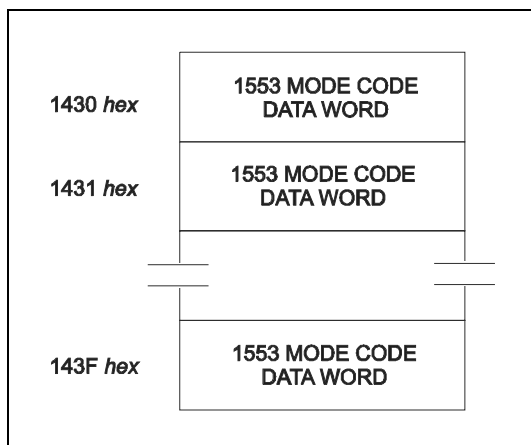 1430 hex
1553 MODE CODE
DATA WORD
1431 hex
1553 MODE CODE
DATA WORD
143F hex
1553 MODE CODE
DATA WORD